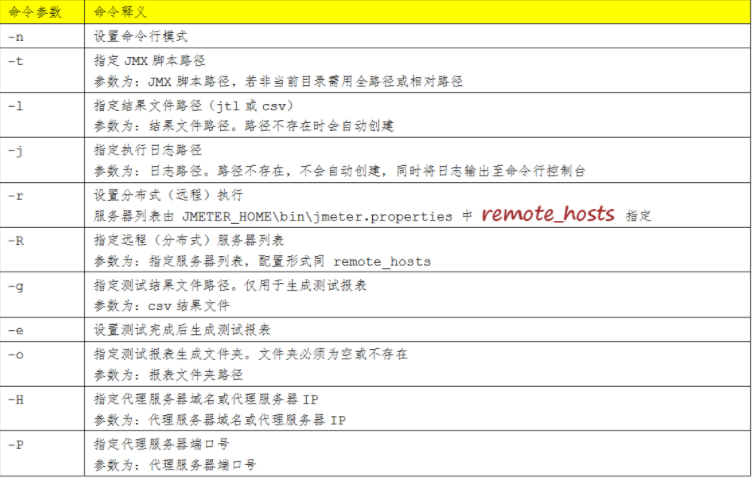 命令参数 命令释义
-n 设置命令行模式
-t 指定 JMX 脚本路径
参数为：JMX 脚本路径，若非当前目录需用全路径或相对路径
-l 指定结果文件路径（jtl 或 csv）
参数为：结果文件路径。路径不存在时会自动创建
-j 指定执行日志路径
参数为：日志路径。路径不存在，不会自动创建，同时将日志输出至命令行控制台
-r 设置分布式（远程）执行
服务器列表由 JMETER_HOME\bin\jmeter.properties 中 remote_hosts 指定
-R 指定远程（分布式）服务器列表
参数为：指定服务器列表，配置形式同 remote_hosts
-g 指定测试结果文件路径。仅用于生成测试报表
参数为：csv 结果文件
-e 设置测试完成后生成测试报表
-o 指定测试报表生成文件夹。文件夹必须为空或不存在
参数为：报表文件夹路径
-H 指定代理服务器域名或代理服务器 IP
参数为：代理服务器域名或代理服务器 IP
-P 指定代理服务器端口号
参数为：代理服务器端口号